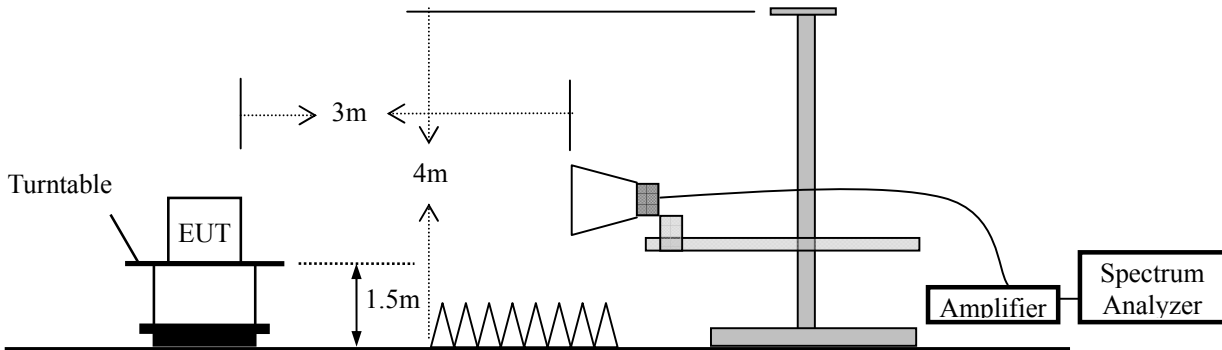 3m
4m
Turntable
EUT
1.5m
Amplifier
Spectrum
Analyzer